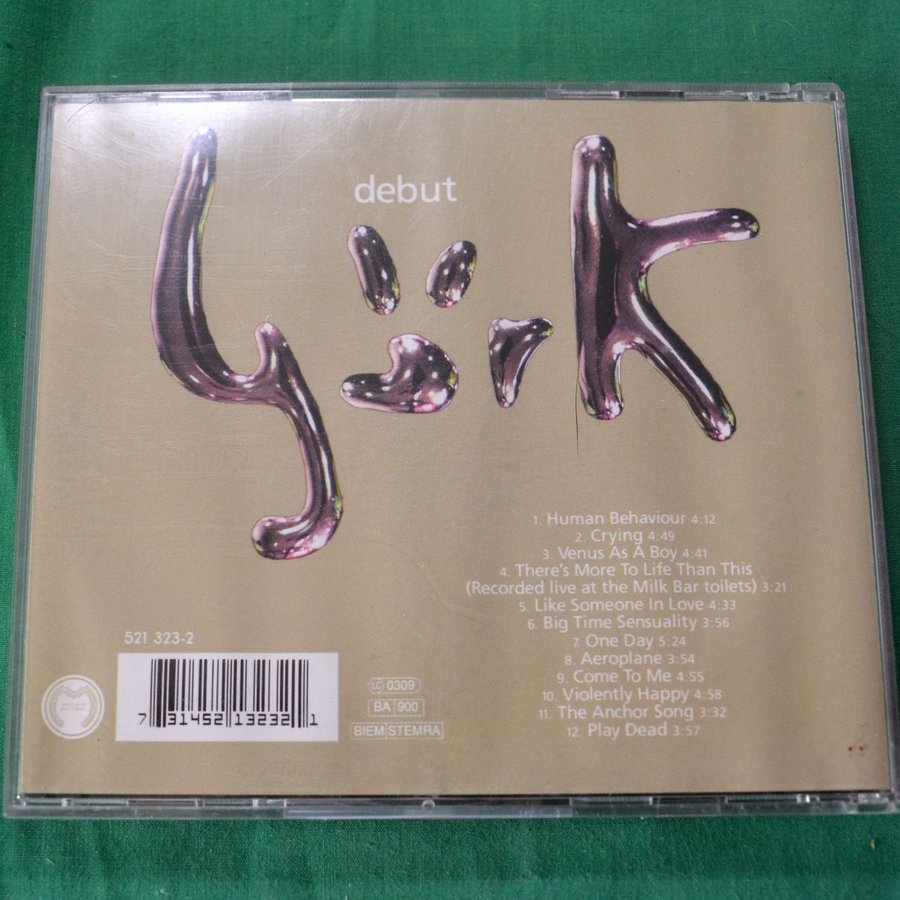 debut
björk
1. Human Behaviour 4:12
2. Crying 4:49
3. Venus As A Boy 4:41
4. There's More To Life Than This
(Recorded live at the Milk Bar toilets) 3:21
5. Like Someone In Love 4:33
6. Big Time Sensuality 3:56
7. One Day 5:24
8. Aeroplane 3:54
9. Come To Me 4:55
10. Violently Happy 4:58
11. The Anchor Song 3:32
12. Play Dead 3:57
521 323-2
7 31452 13232 1
LC 0309
BA 900
BIEM STEMRA